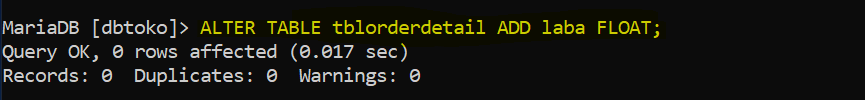 MariaDB [dbtoko]> ALTER TABLE tblorderdetail ADD laba FLOAT;
Query OK, 0 rows affected (0.017 sec)
Records: 0  Duplicates: 0  Warnings: 0